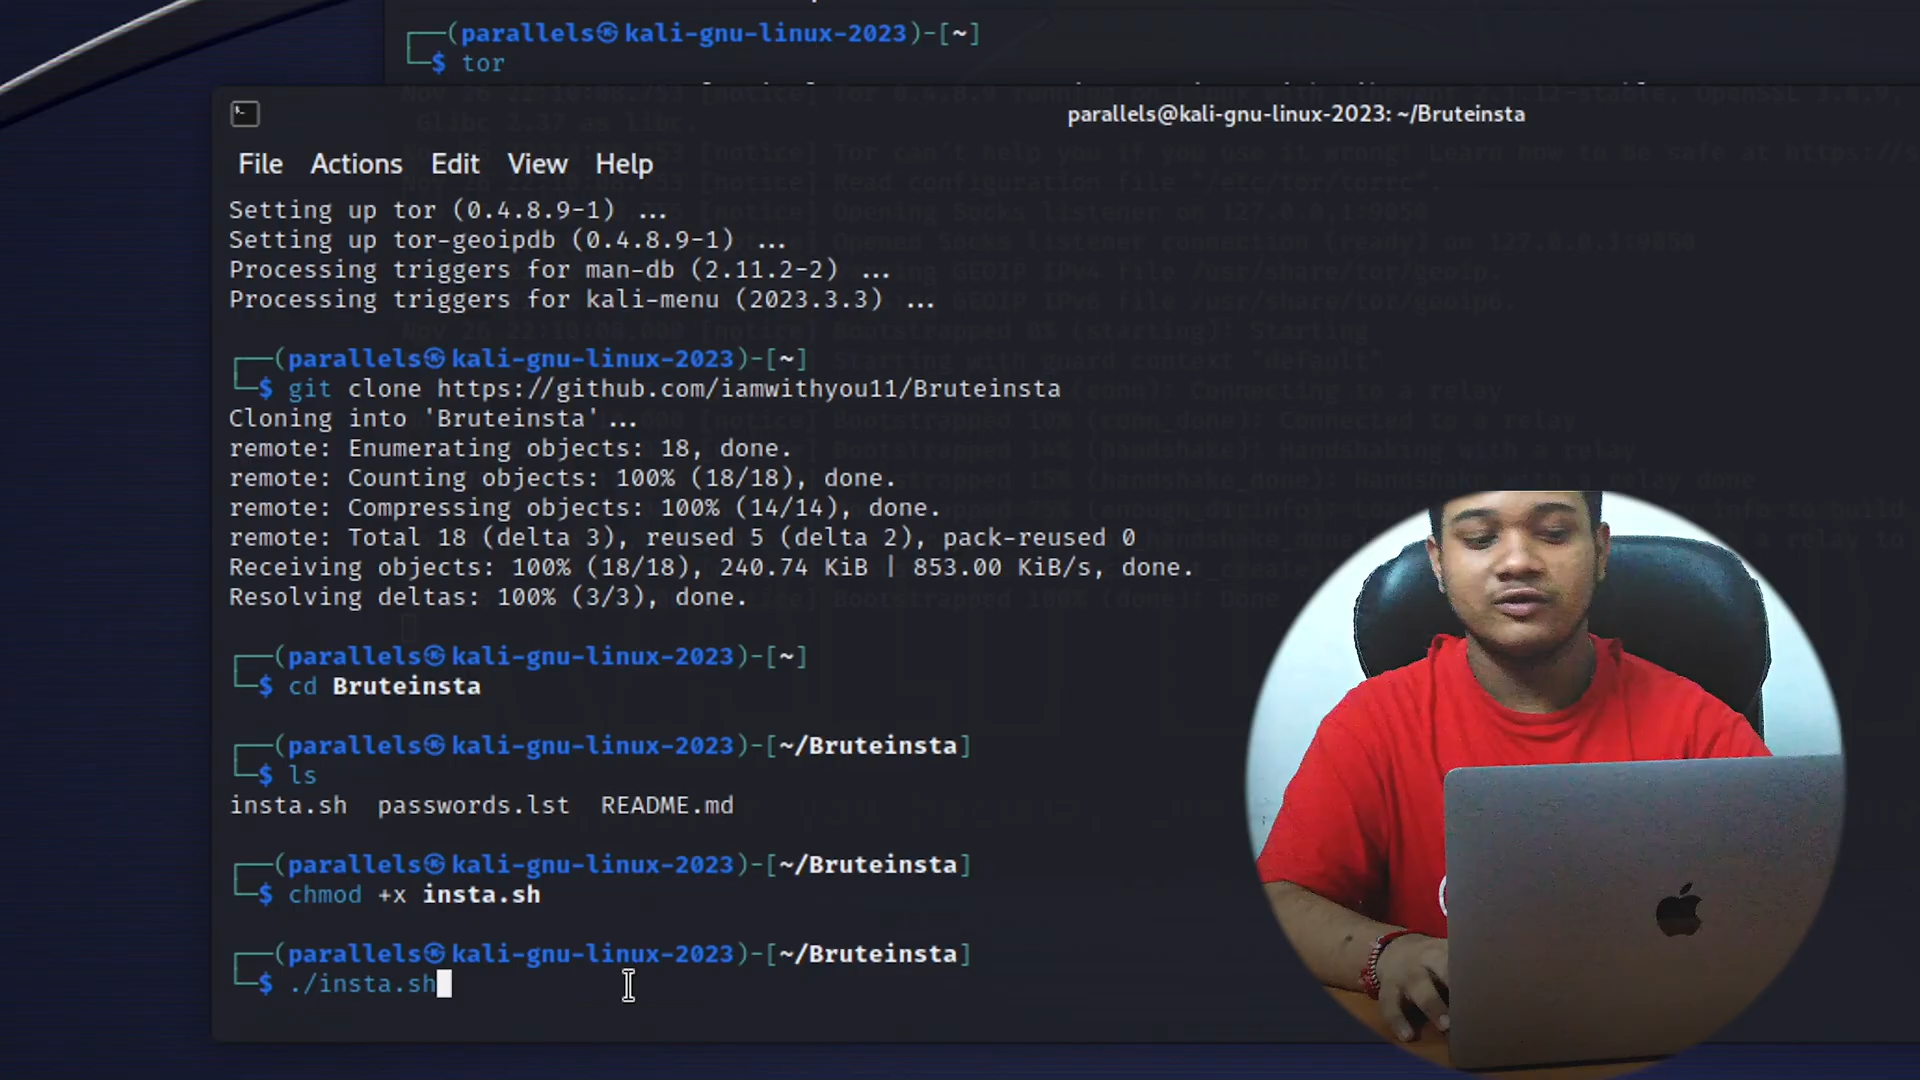 (parallels㉿kali-gnu-linux-2023)-[~]
$ tor
parallels@kali-gnu-linux-2023: ~/Bruteinsta
File Actions Edit View Help
Setting up tor (0.4.8.9-1) ...
Setting up tor-geoipdb (0.4.8.9-1) ...
Processing triggers for man-db (2.11.2-2) ...
Processing triggers for kali-menu (2023.3.3) ...
(parallels㉿kali-gnu-linux-2023)-[~]
$ git clone https://github.com/iamwithyou11/Bruteinsta
Cloning into 'Bruteinsta'...
remote: Enumerating objects: 18, done.
remote: Counting objects: 100% (18/18), done.
remote: Compressing objects: 100% (14/14), done.
remote: Total 18 (delta 3), reused 5 (delta 2), pack-reused 0
Receiving objects: 100% (18/18), 240.74 KiB | 853.00 KiB/s, done.
Resolving deltas: 100% (3/3), done.
(parallels㉿kali-gnu-linux-2023)-[~]
$ cd Bruteinsta
(parallels㉿kali-gnu-linux-2023)-[~/Bruteinsta]
$ ls
insta.sh passwords.lst README.md
(parallels㉿kali-gnu-linux-2023)-[~/Bruteinsta]
$ chmod +x insta.sh
(parallels㉿kali-gnu-linux-2023)-[~/Bruteinsta]
$ ./insta.sh